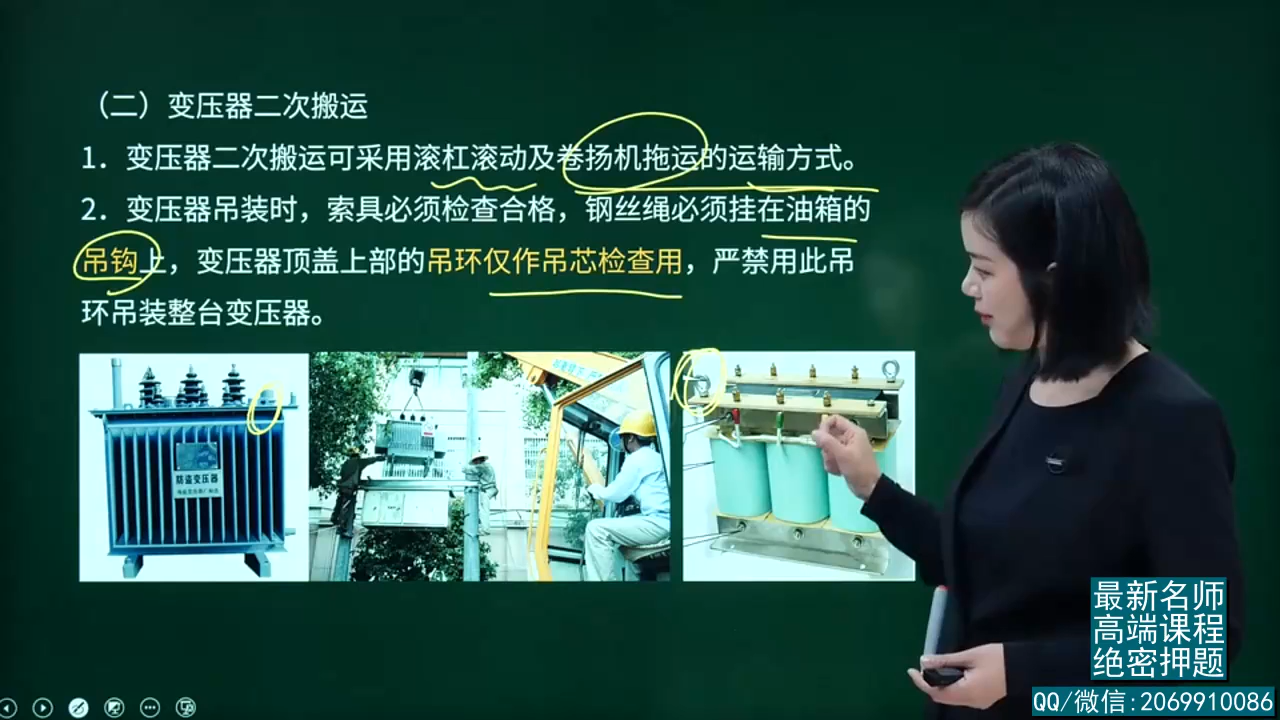 （二）变压器二次搬运
1．变压器二次搬运可采用滚杠滚动及卷扬机拖运的运输方式。
2．变压器吊装时，索具必须检查合格，钢丝绳必须挂在油箱的
吊钩上，变压器顶盖上部的吊环仅作吊芯检查用，严禁用此吊
环吊装整台变压器。
防盗变压器
最新名师
高端课程
绝密押题
QQ/微信:2069910086